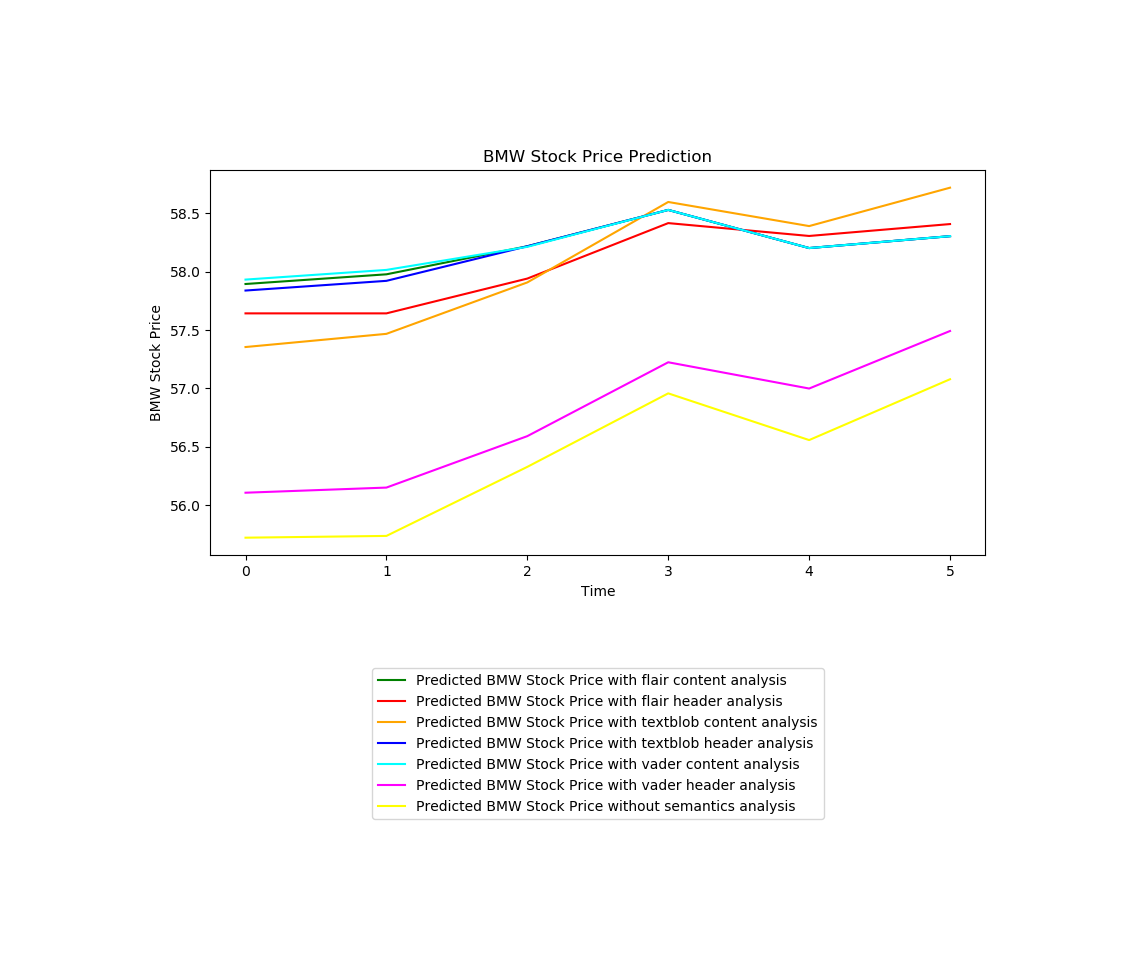 BMW Stock Price Prediction
58.5
58.0
57.5
57.0
56.5
56.0
BMW Stock Price
0 1 2 3 4 5
Time
Predicted BMW Stock Price with flair content analysis
Predicted BMW Stock Price with flair header analysis
Predicted BMW Stock Price with textblob content analysis
Predicted BMW Stock Price with textblob header analysis
Predicted BMW Stock Price with vader content analysis
Predicted BMW Stock Price with vader header analysis
Predicted BMW Stock Price without semantics analysis